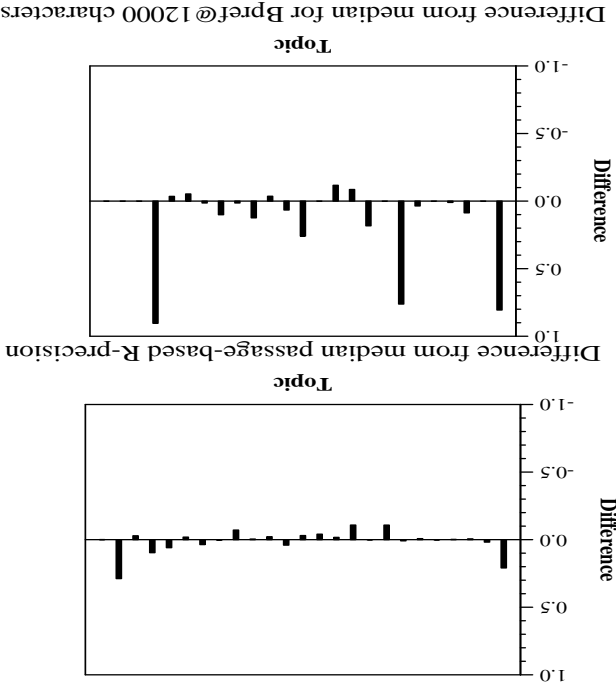 1.0
0.5
Difference
0.0
-0.5
-1.0
Topic
Difference from median passage-based R-precision
1.0
0.5
Difference
0.0
-0.5
-1.0
Topic
Difference from median for Bpref@12000 characters